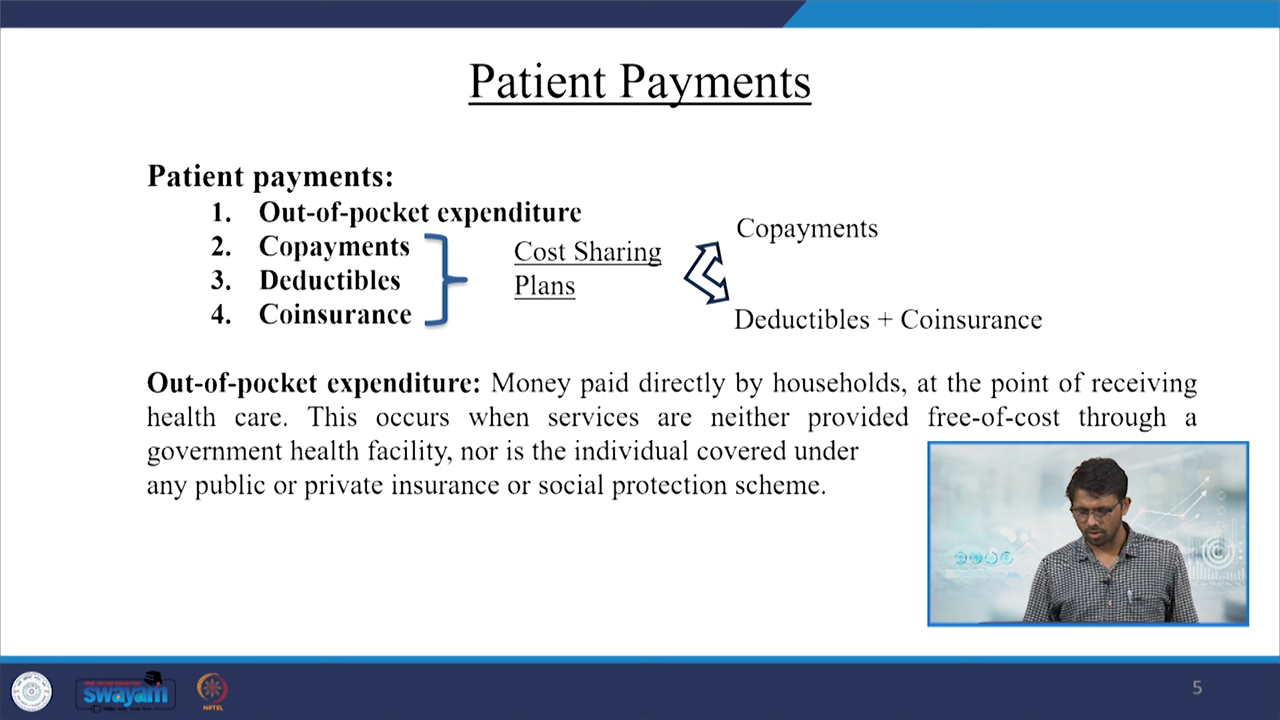 Patient Payments
Patient payments:
1. Out-of-pocket expenditure
2. Copayments
3. Deductibles
4. Coinsurance
Cost Sharing
Plans
Copayments
Deductibles + Coinsurance
Out-of-pocket expenditure: Money paid directly by households, at the point of receiving
health care. This occurs when services are neither provided free-of-cost through a
government health facility, nor is the individual covered under
any public or private insurance or social protection scheme.
swayam
NPTEL
5